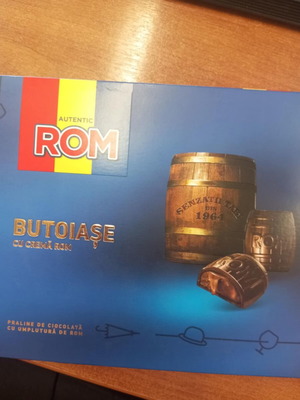 AUTENTIC
ROM
SENZAȚII TARI
DIN
1964
ROM
BUTOIAȘE
CU CREMĂ ROM
PRALINE DE CIOCOLATĂ
CU UMPLUTURĂ DE ROM